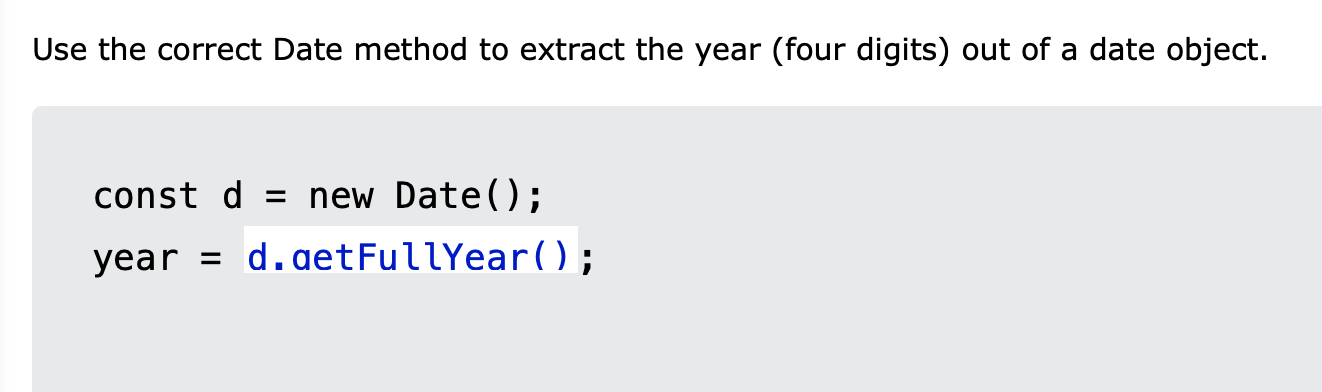 Use the correct Date method to extract the year (four digits) out of a date object.
const d = new Date();
year = d.getFullYear();